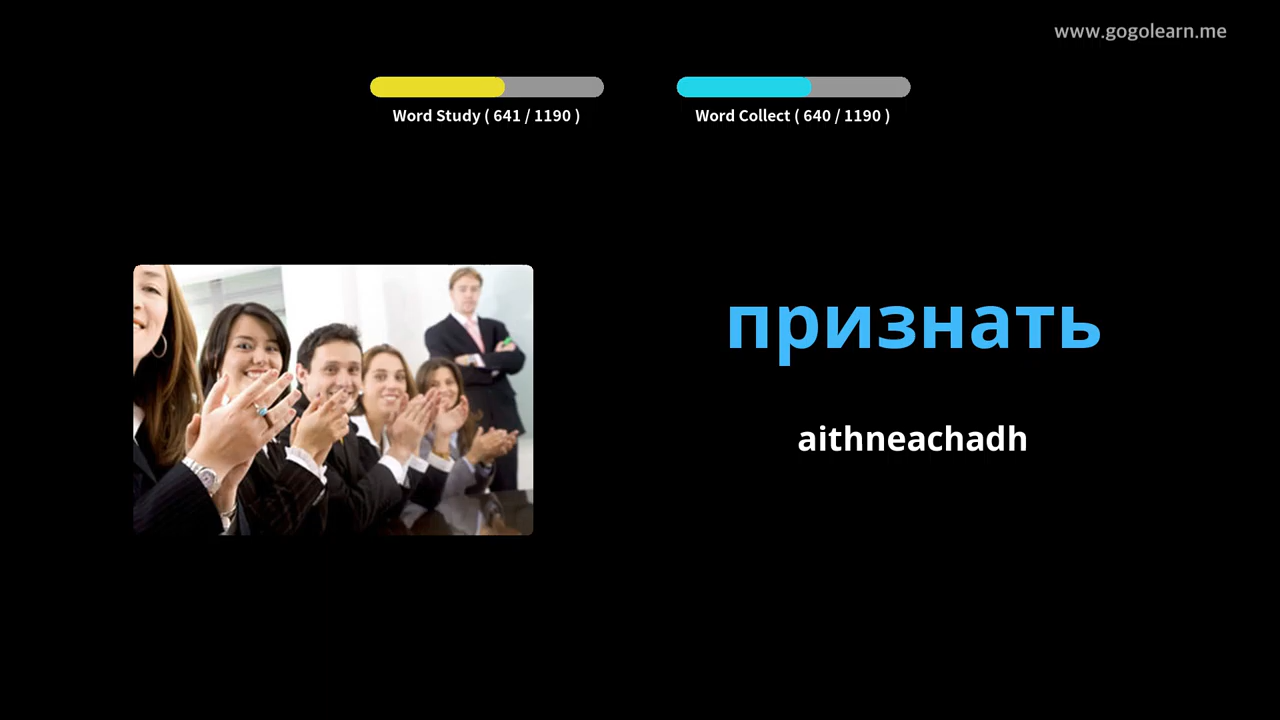 www.gogolearn.me
Word Study ( 641 / 1190 )
Word Collect ( 640 / 1190 )
признать
aithneachadh